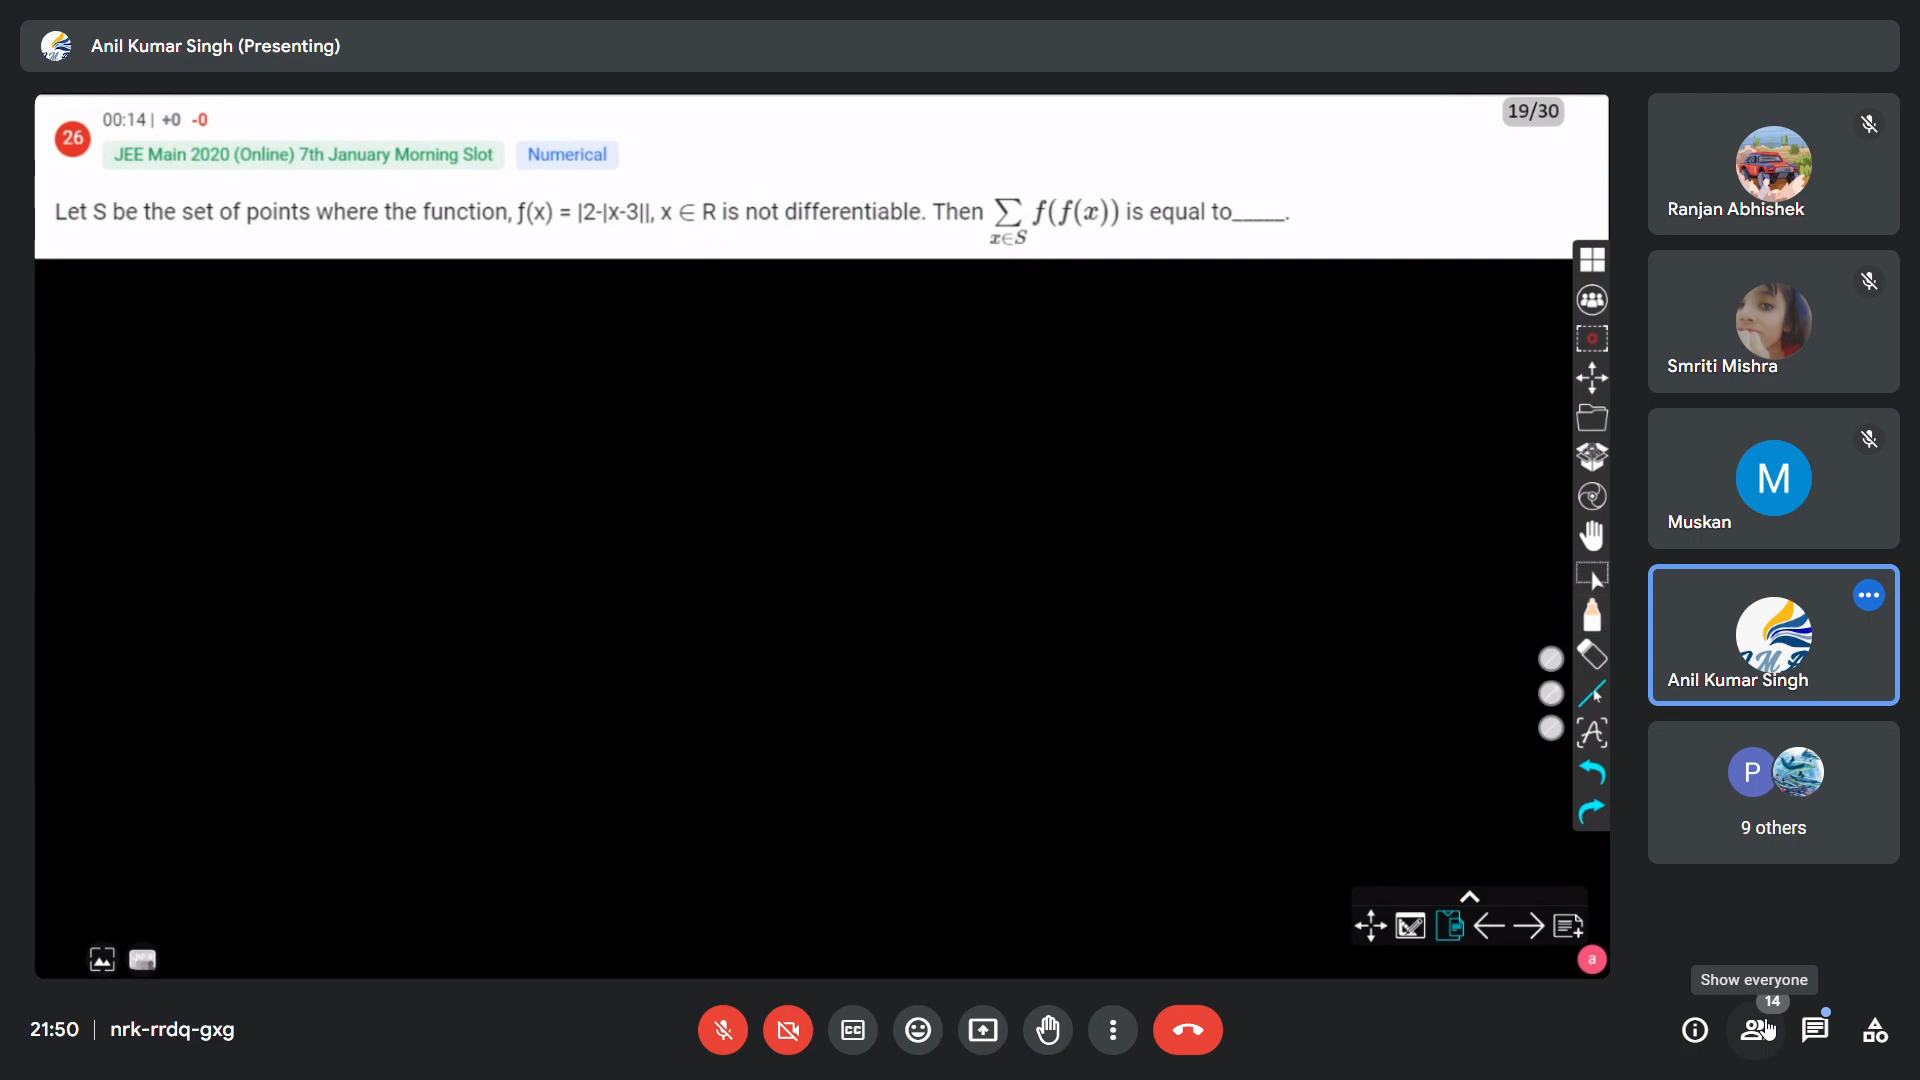 Anil Kumar Singh (Presenting)
26
00:14 | +0 -0
19/30
JEE Main 2020 (Online) 7th January Morning Slot
Numerical
Let S be the set of points where the function, ƒ(x) = |2-|x-3||, x ∈ R is not differentiable. Then ∑ f(f(x)) is equal to_____.
x∈S
Ranjan Abhishek
Smriti Mishra
M
Muskan
Anil Kumar Singh
P
9 others
a
Show everyone
14
21:50 | nrk-rrdq-gxg
CC